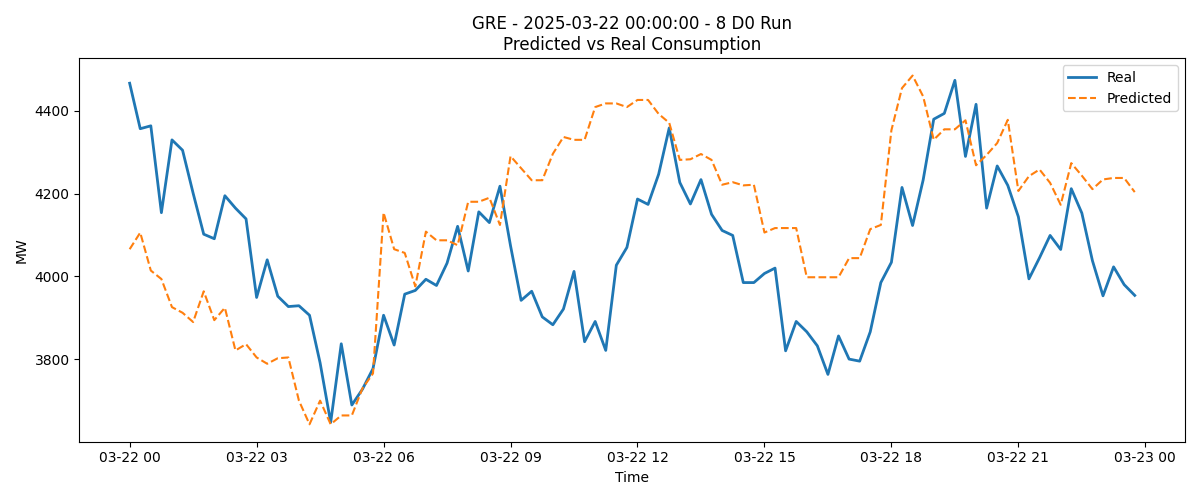 GRE - 2025-03-22 00:00:00 - 8 D0 Run
Predicted vs Real Consumption
Real
Predicted
MW
4400
4200
4000
3800
03-22 00
03-22 03
03-22 06
03-22 09
03-22 12
03-22 15
03-22 18
03-22 21
03-23 00
Time